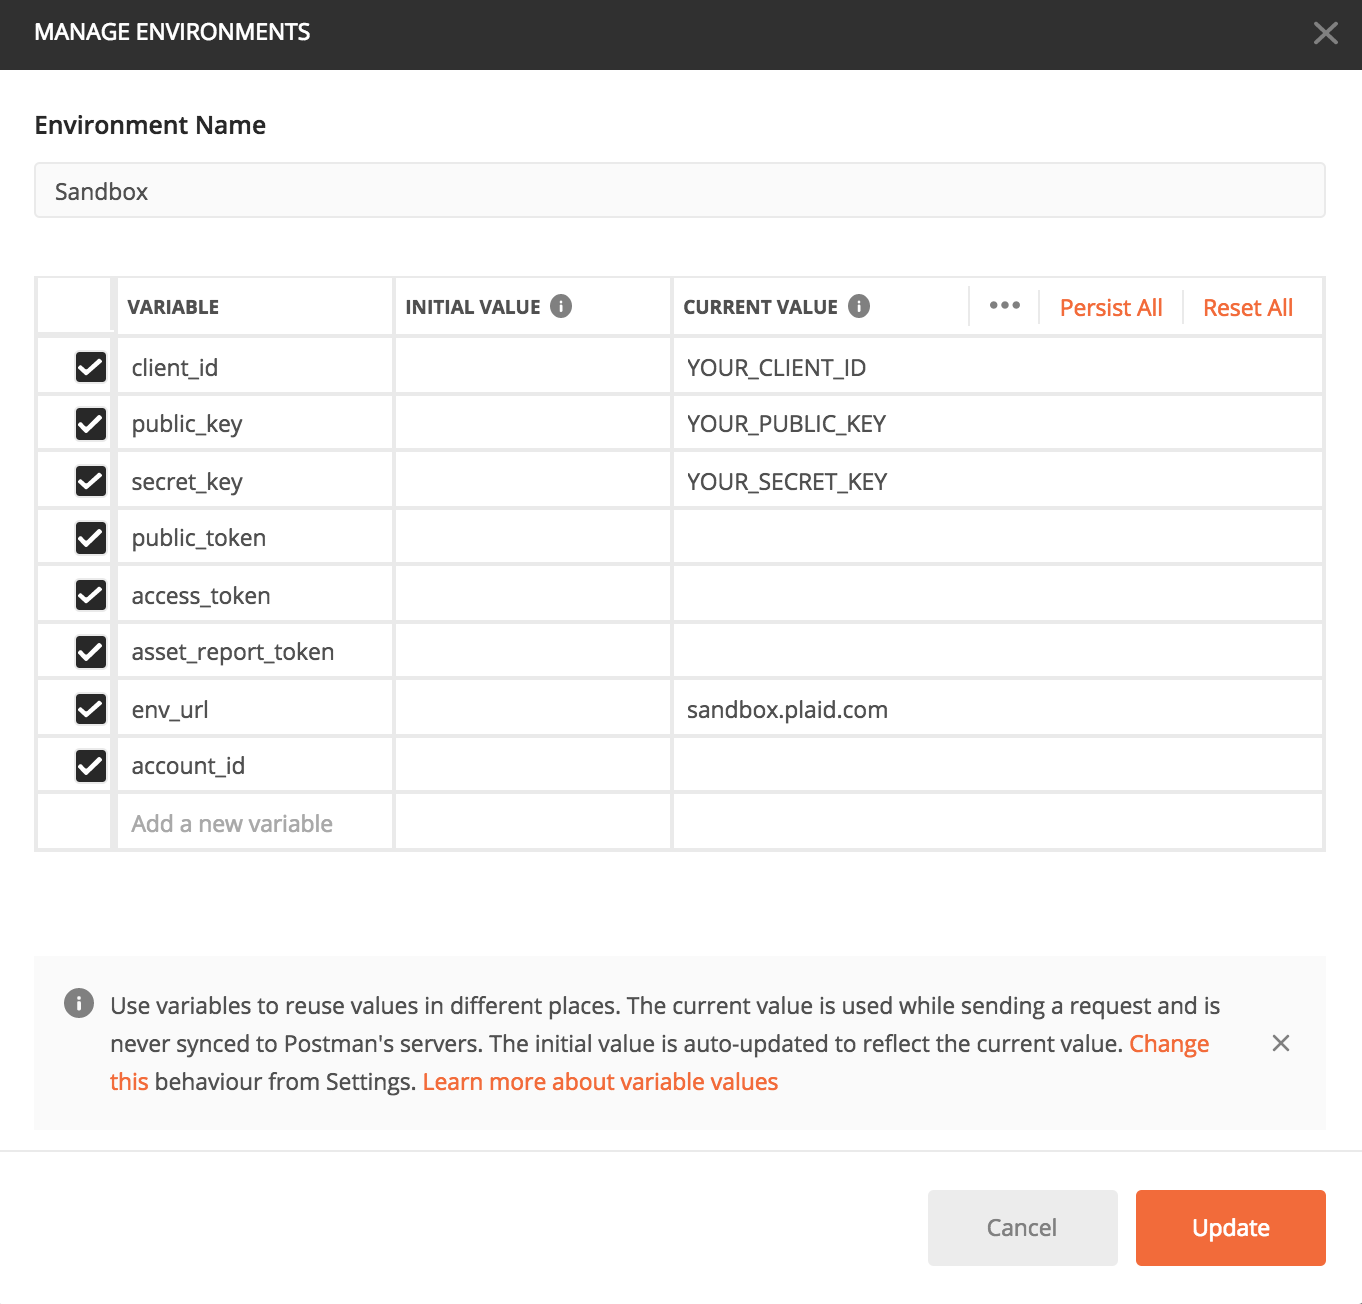 MANAGE ENVIRONMENTS
Environment Name
Sandbox
VARIABLE INITIAL VALUE CURRENT VALUE Persist All Reset All
client_id YOUR_CLIENT_ID
public_key YOUR_PUBLIC_KEY
secret_key YOUR_SECRET_KEY
public_token
access_token
asset_report_token
env_url sandbox.plaid.com
account_id
Add a new variable
Use variables to reuse values in different places. The current value is used while sending a request and is
never synced to Postman's servers. The initial value is auto-updated to reflect the current value. Change
this behaviour from Settings. Learn more about variable values
Cancel Update